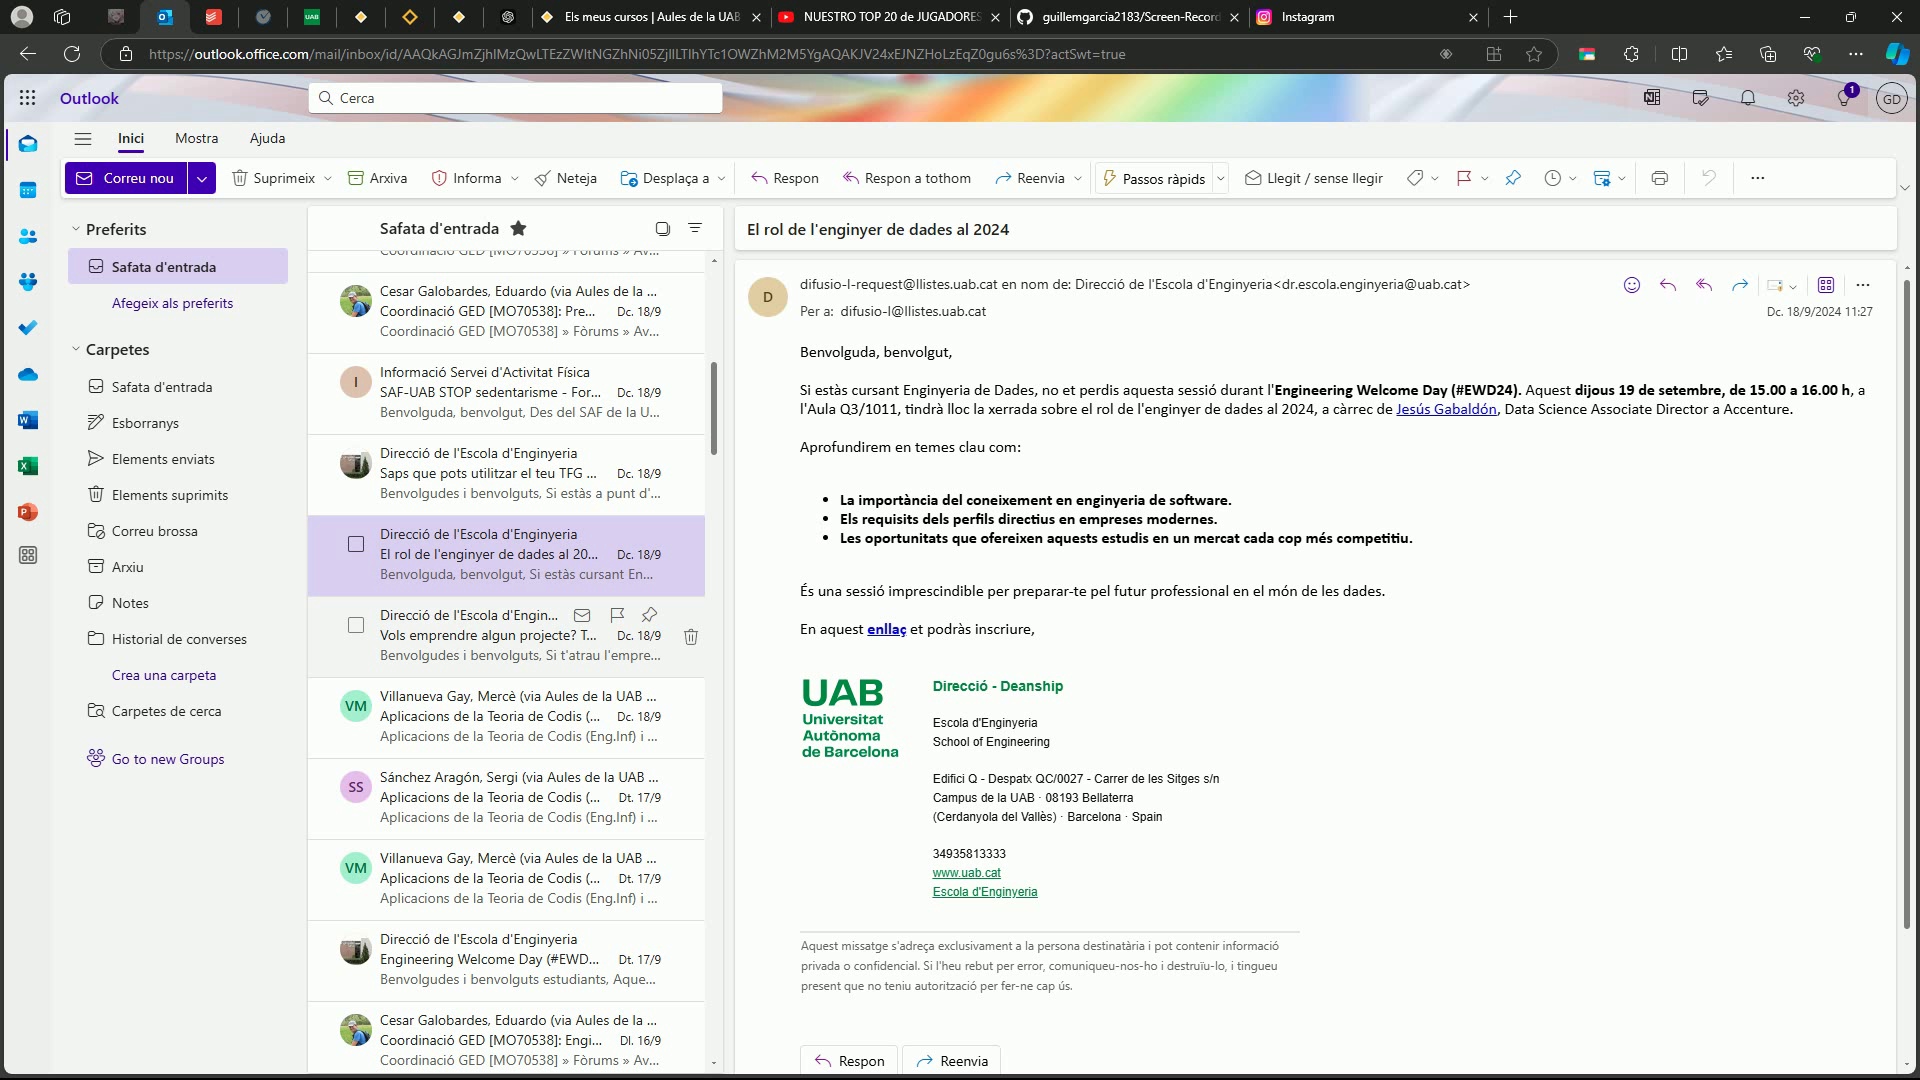 Els meus cursos | Aules de la UAB
NUESTRO TOP 20 de JUGADORES
guillemgarcia2183/Screen-Record
Instagram
Outlook
Cerca
1
GD
Inici
Mostra
Ajuda
Correu nou
Suprimeix
Arxiva
Informa
Neteja
Desplaça a
Respon
Respon a tothom
Reenvia
Passos ràpids
Llegit / sense llegir
Preferits
Safata d'entrada
Afegeix als preferits
Carpetes
Safata d'entrada
Esborranys
Elements enviats
Elements suprimits
Correu brossa
Arxiu
Notes
Historial de converses
Crea una carpeta
Carpetes de cerca
Go to new Groups
Safata d'entrada
Coordinació GED [MO70538] » Fòrums » Av...
Cesar Galobardes, Eduardo (via Aules de la ...
Coordinació GED [MO70538]: Pre... Dc. 18/9
Coordinació GED [MO70538] » Fòrums » Av...
I
Informació Servei d'Activitat Física
SAF-UAB STOP sedentarisme - For... Dc. 18/9
Benvolguda, benvolgut, Des del SAF de la U...
Direcció de l'Escola d'Enginyeria
Saps que pots utilitzar el teu TFG ... Dc. 18/9
Benvolgudes i benvolguts, Si estàs a punt d'...
Direcció de l'Escola d'Enginyeria
El rol de l'enginyer de dades al 20... Dc. 18/9
Benvolguda, benvolgut, Si estàs cursant En...
Direcció de l'Escola d'Engin...
Vols emprendre algun projecte? T... Dc. 18/9
Benvolgudes i benvolguts, Si t'atrau l'empre...
VM
Villanueva Gay, Mercè (via Aules de la UAB ...
Aplicacions de la Teoria de Codis (... Dc. 18/9
Aplicacions de la Teoria de Codis (Eng.Inf) i ...
SS
Sánchez Aragón, Sergi (via Aules de la UAB ...
Aplicacions de la Teoria de Codis (... Dt. 17/9
Aplicacions de la Teoria de Codis (Eng.Inf) i ...
VM
Villanueva Gay, Mercè (via Aules de la UAB ...
Aplicacions de la Teoria de Codis (... Dt. 17/9
Aplicacions de la Teoria de Codis (Eng.Inf) i ...
Direcció de l'Escola d'Enginyeria
Engineering Welcome Day (#EWD... Dt. 17/9
Benvolgudes i benvolguts estudiants, Aque...
Cesar Galobardes, Eduardo (via Aules de la ...
Coordinació GED [MO70538]: Engi... Dl. 16/9
Coordinació GED [MO70538] » Fòrums » Av...
El rol de l'enginyer de dades al 2024
D
difusio-l-request@llistes.uab.cat en nom de: Direcció de l'Escola d'Enginyeria<dr.escola.enginyeria@uab.cat>
Per a: difusio-l@llistes.uab.cat
Dc. 18/9/2024 11:27
Benvolguda, benvolgut,
Si estàs cursant Enginyeria de Dades, no et perdis aquesta sessió durant l'Engineering Welcome Day (#EWD24). Aquest dijous 19 de setembre, de 15.00 a 16.00 h, a
l'Aula Q3/1011, tindrà lloc la xerrada sobre el rol de l'enginyer de dades al 2024, a càrrec de Jesús Gabaldón, Data Science Associate Director a Accenture.
Aprofundirem en temes clau com:
• La importància del coneixement en enginyeria de software.
• Els requisits dels perfils directius en empreses modernes.
• Les oportunitats que ofereixen aquests estudis en un mercat cada cop més competitiu.
És una sessió imprescindible per preparar-te pel futur professional en el món de les dades.
En aquest enllaç et podràs inscriure,
UAB
Universitat
Autònoma
de Barcelona
Direcció - Deanship
Escola d'Enginyeria
School of Engineering
Edifici Q - Despatx QC/0027 - Carrer de les Sitges s/n
Campus de la UAB · 08193 Bellaterra
(Cerdanyola del Vallès) · Barcelona · Spain
34935813333
www.uab.cat
Escola d'Enginyeria
Aquest missatge s'adreça exclusivament a la persona destinatària i pot contenir informació
privada o confidencial. Si l'heu rebut per error, comuniqueu-nos-ho i destruïu-lo, i tingueu
present que no teniu autorització per fer-ne cap ús.
Respon
Reenvia